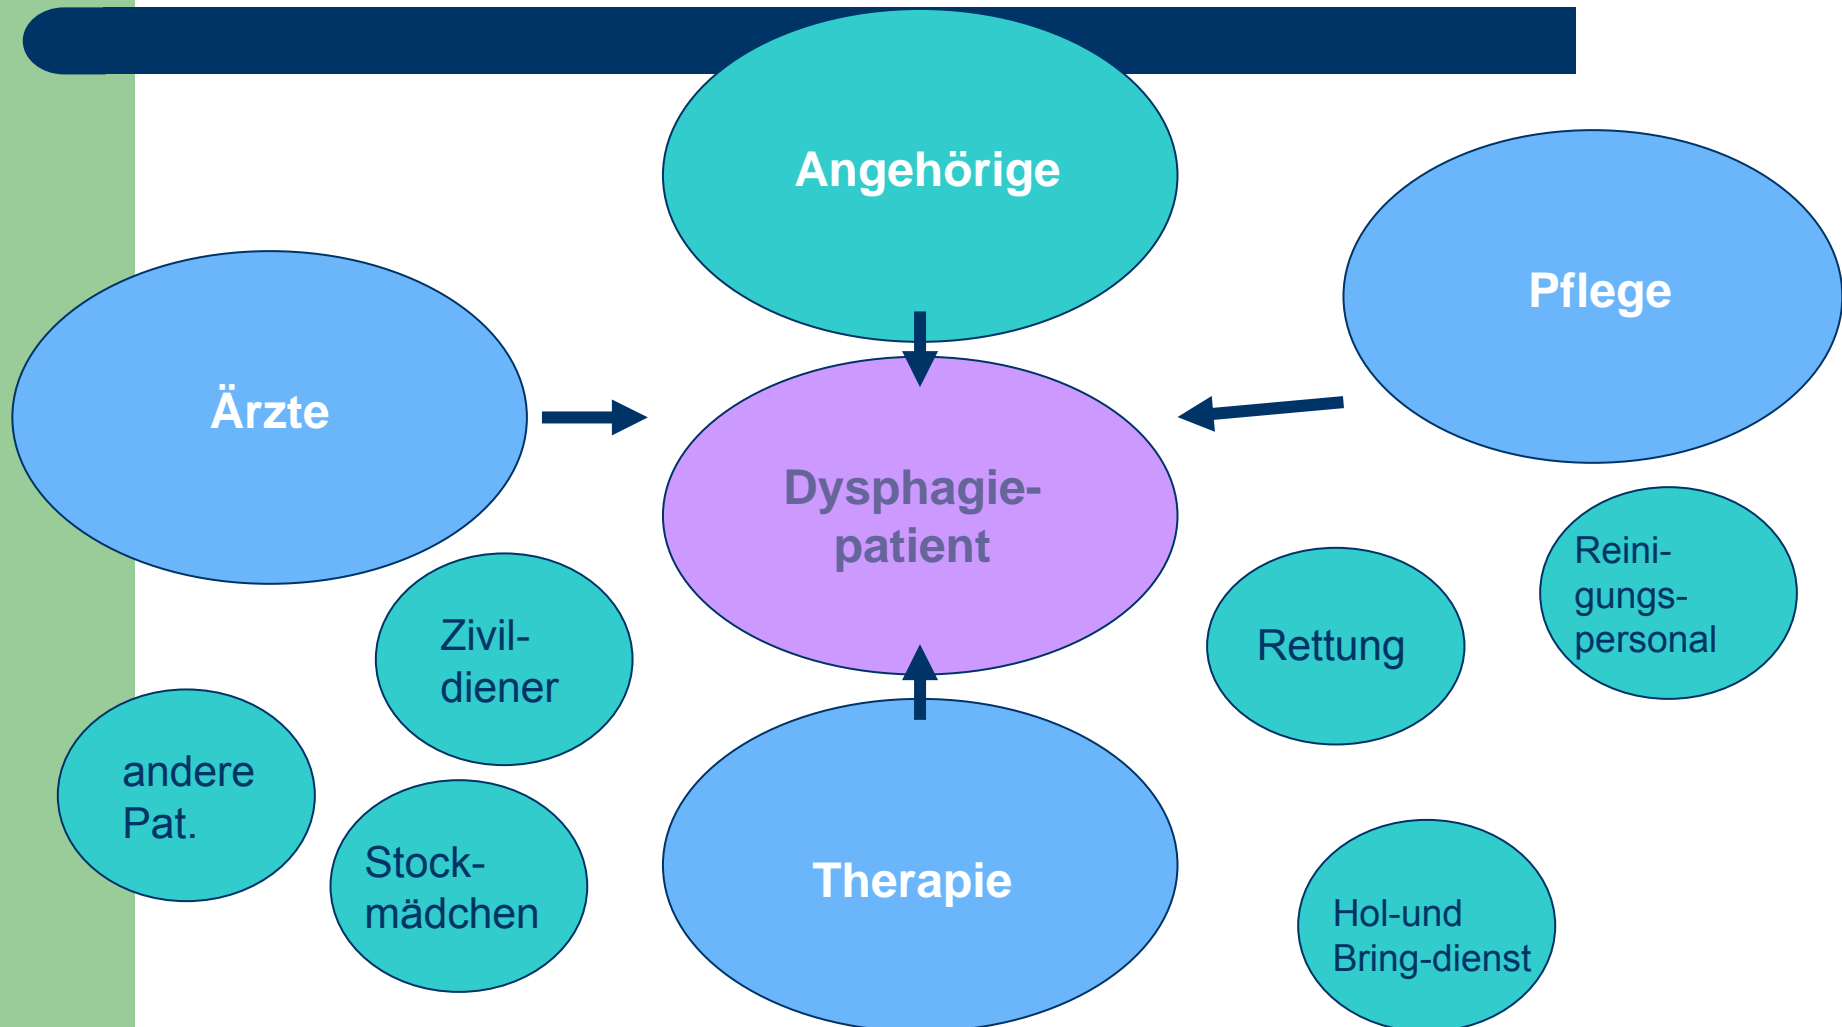 Angehörige
Pflege
Ärzte
Dysphagie-
patient
Reini-
gungs-
personal
Zivil-
diener
Rettung
andere
Pat.
Stock-
mädchen
Therapie
Hol-und
Bring-dienst